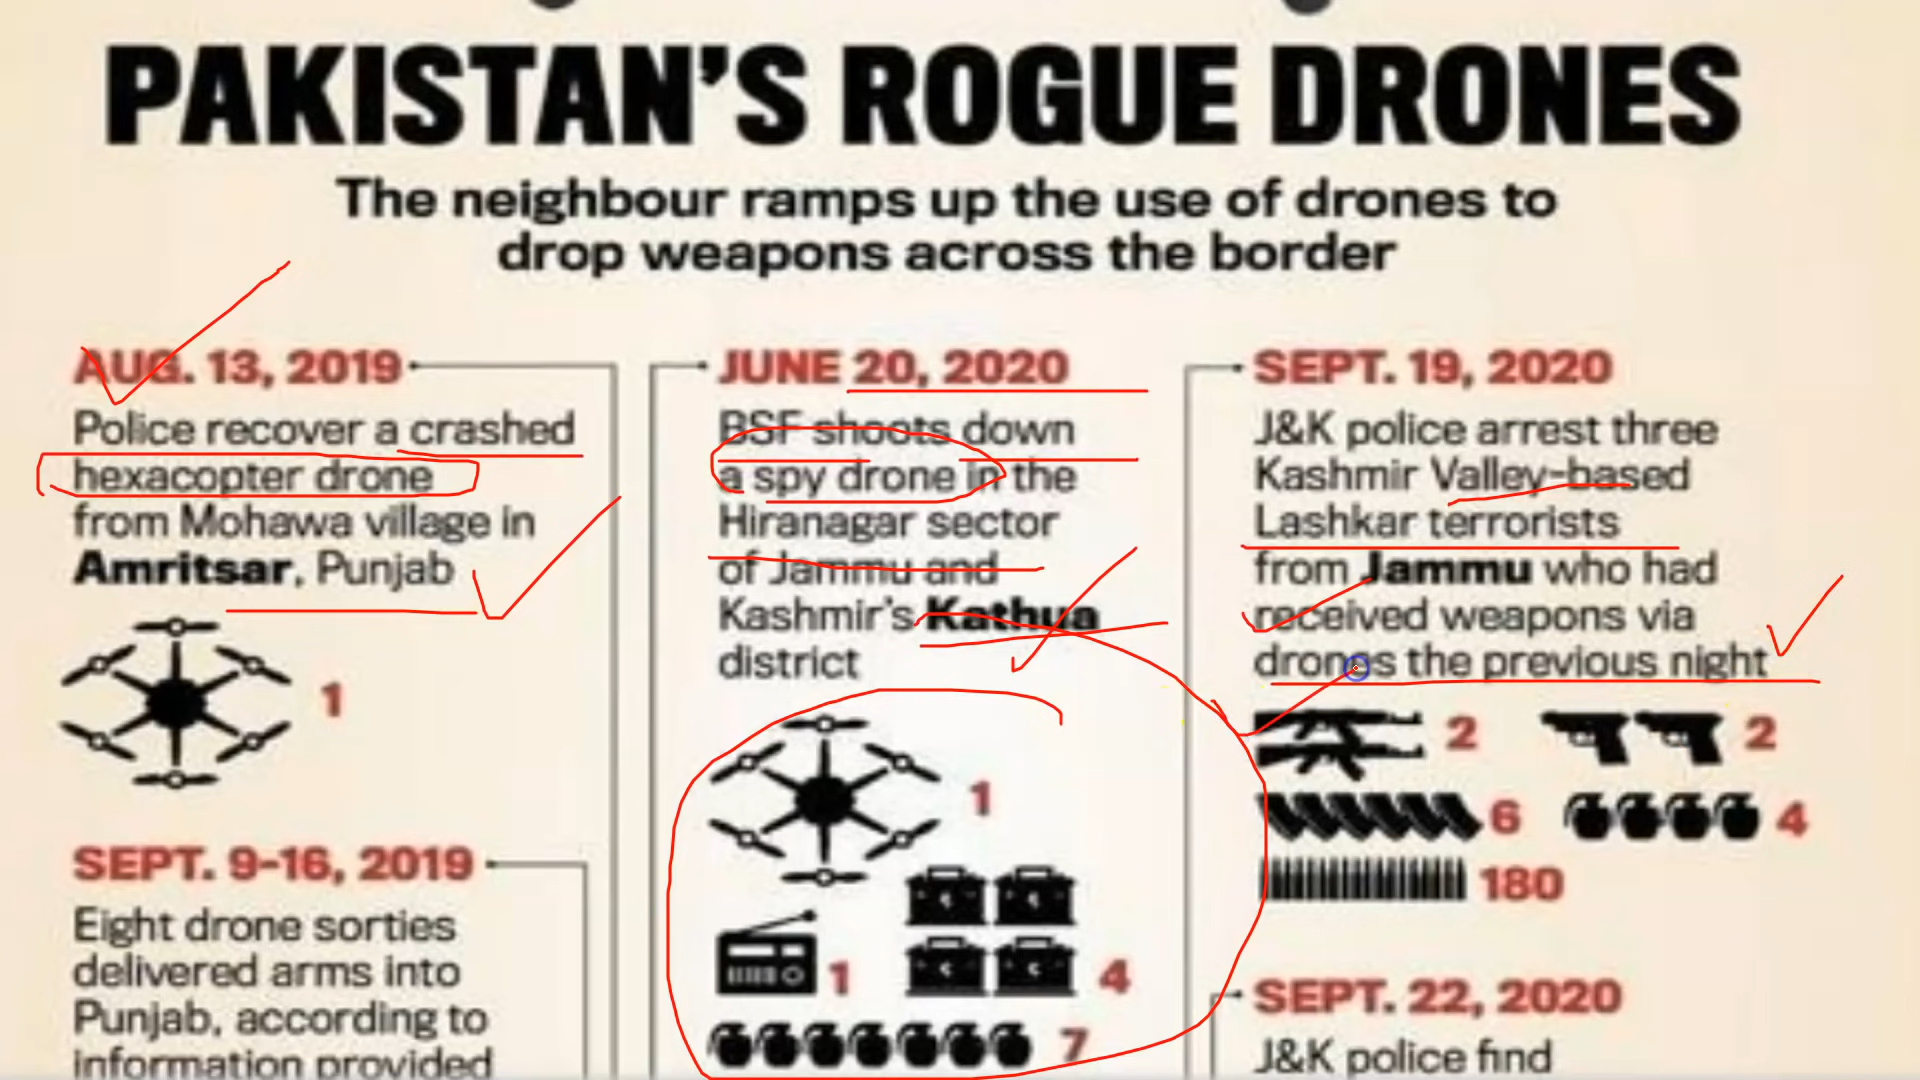 PAKISTAN'S ROGUE DRONES
The neighbour ramps up the use of drones to
drop weapons across the border
AUG. 13, 2019
Police recover a crashed
hexacopter drone
from Mohawa village in
Amritsar, Punjab
1
SEPT. 9-16, 2019
Eight drone sorties
delivered arms into
Punjab, according to
information provided
JUNE 20, 2020
BSF shoots down
a spy drone in the
Hiranagar sector
of Jammu and
Kashmir's Kathua
district
1
1
4
7
SEPT. 19, 2020
J&K police arrest three
Kashmir Valley-based
Lashkar terrorists
from Jammu who had
received weapons via
drones the previous night
2 2
6 4
180
SEPT. 22, 2020
J&K police find